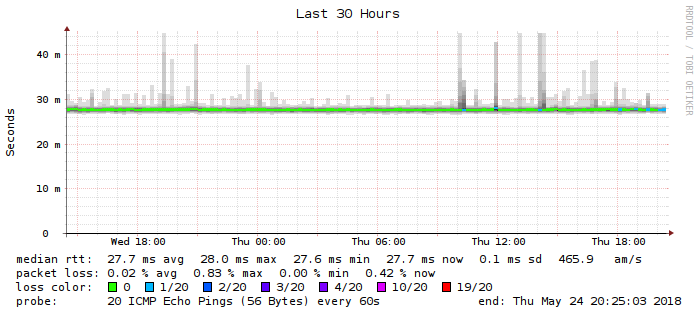 Last 30 Hours
RRDTOOL / TOBI OETIKER
Seconds
40 m
30 m
20 m
10 m
0
Wed 18:00 Thu 00:00 Thu 06:00 Thu 12:00 Thu 18:00
median rtt: 27.7 ms avg 28.0 ms max 27.6 ms min 27.7 ms now 0.1 ms sd 465.9 am/s
packet loss: 0.02 % avg 0.83 % max 0.00 % min 0.42 % now
loss color: 0 1/20 2/20 3/20 4/20 10/20 19/20
probe: 20 ICMP Echo Pings (56 Bytes) every 60s end: Thu May 24 20:25:03 2018